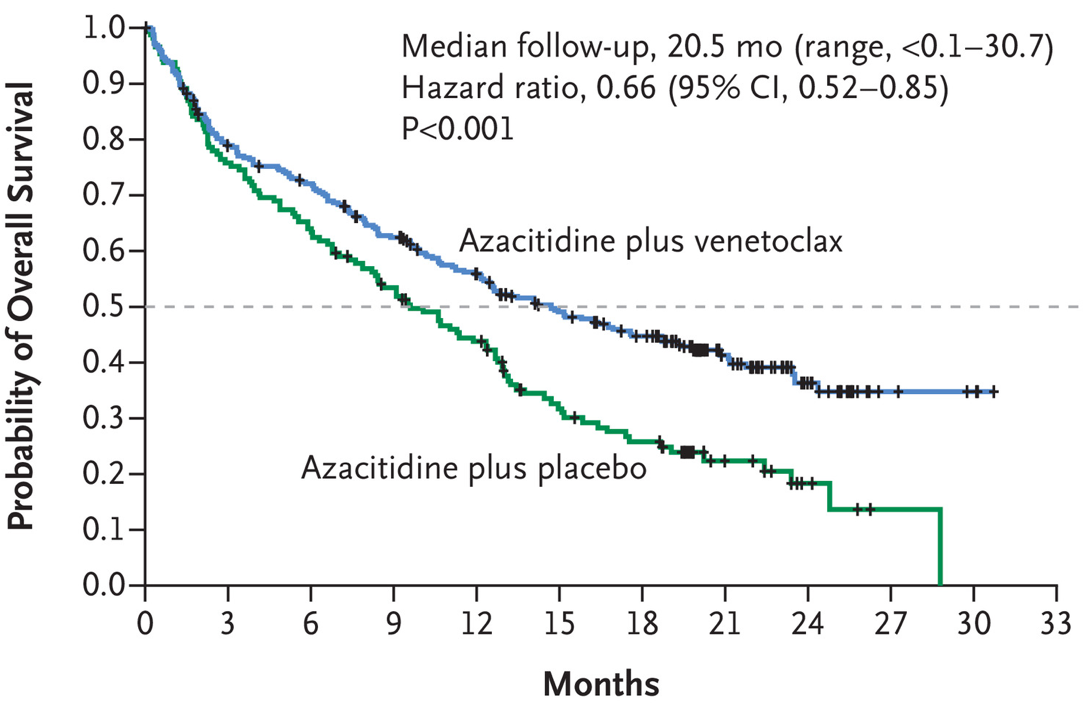 Probability of Overall Survival
1.0
0.9
0.8
0.7
0.6
0.5
0.4
0.3
0.2
0.1
0.0
Median follow-up, 20.5 mo (range, <0.1–30.7)
Hazard ratio, 0.66 (95% CI, 0.52–0.85)
P<0.001
Azacitidine plus venetoclax
Azacitidine plus placebo
0 3 6 9 12 15 18 21 24 27 30 33
Months